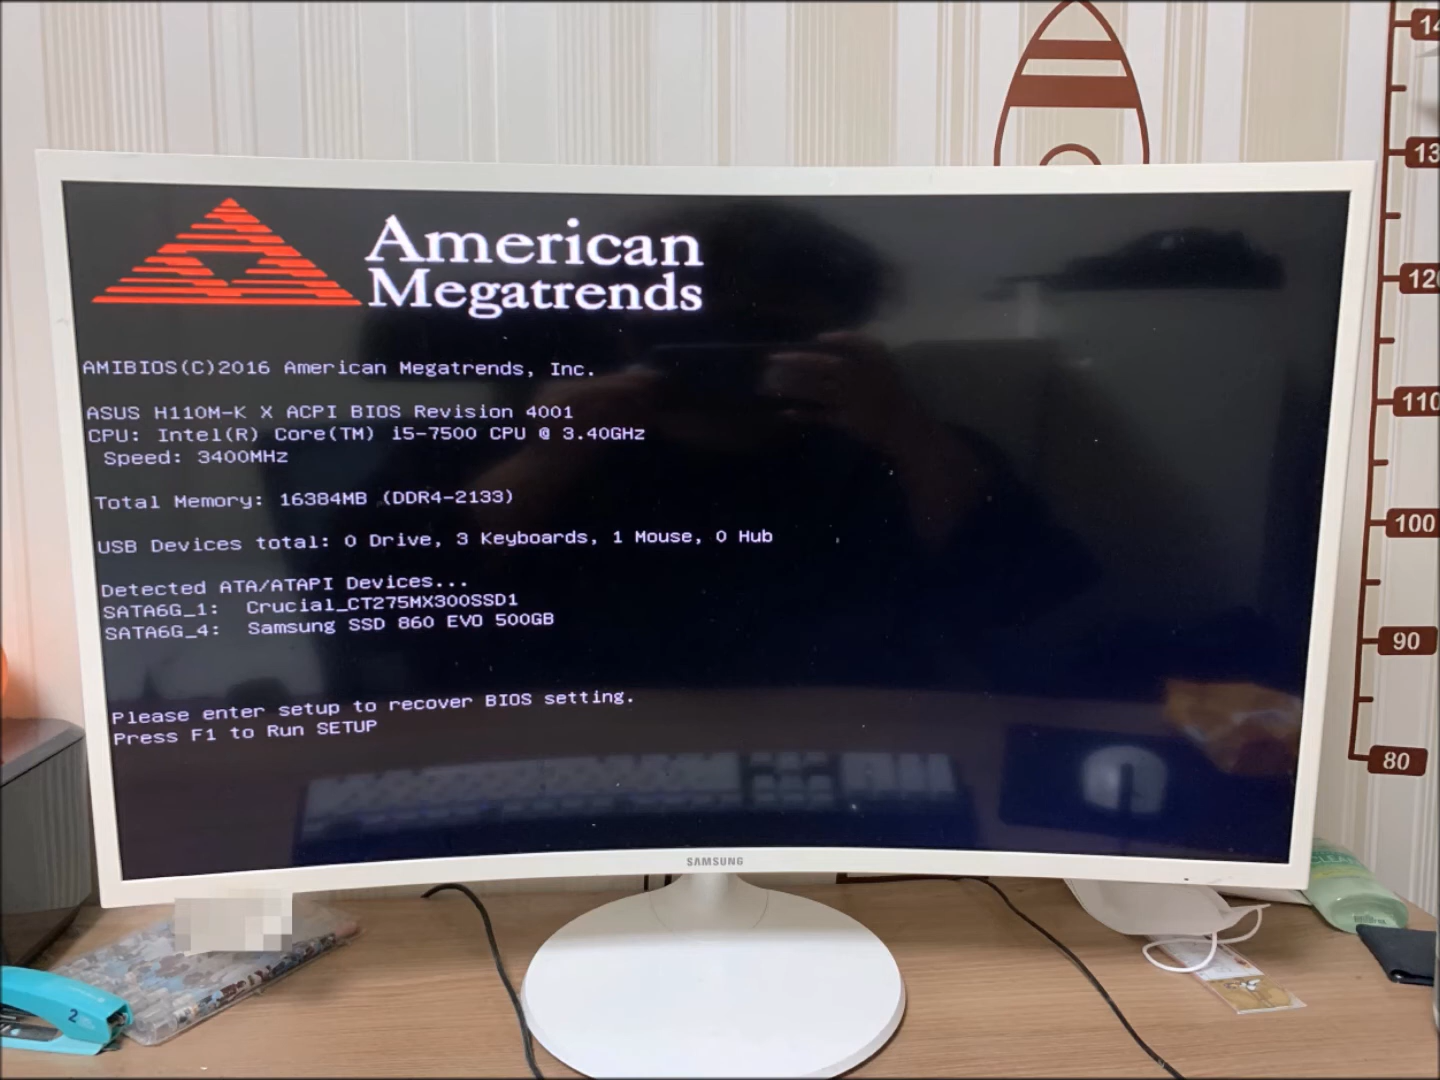 American
Megatrends
AMIBIOS(C)2016 American Megatrends, Inc.
ASUS H110M-K X ACPI BIOS Revision 4001
CPU: Intel(R) Core(TM) i5-7500 CPU @ 3.40GHz
Speed: 3400MHz
Total Memory: 16384MB (DDR4-2133)
USB Devices total: 0 Drive, 3 Keyboards, 1 Mouse, 0 Hub
Detected ATA/ATAPI Devices...
SATA6G_1: Crucial_CT275MX300SSD1
SATA6G_4: Samsung SSD 860 EVO 500GB
Please enter setup to recover BIOS setting.
Press F1 to Run SETUP
SAMSUNG
120
110
100
90
80
2